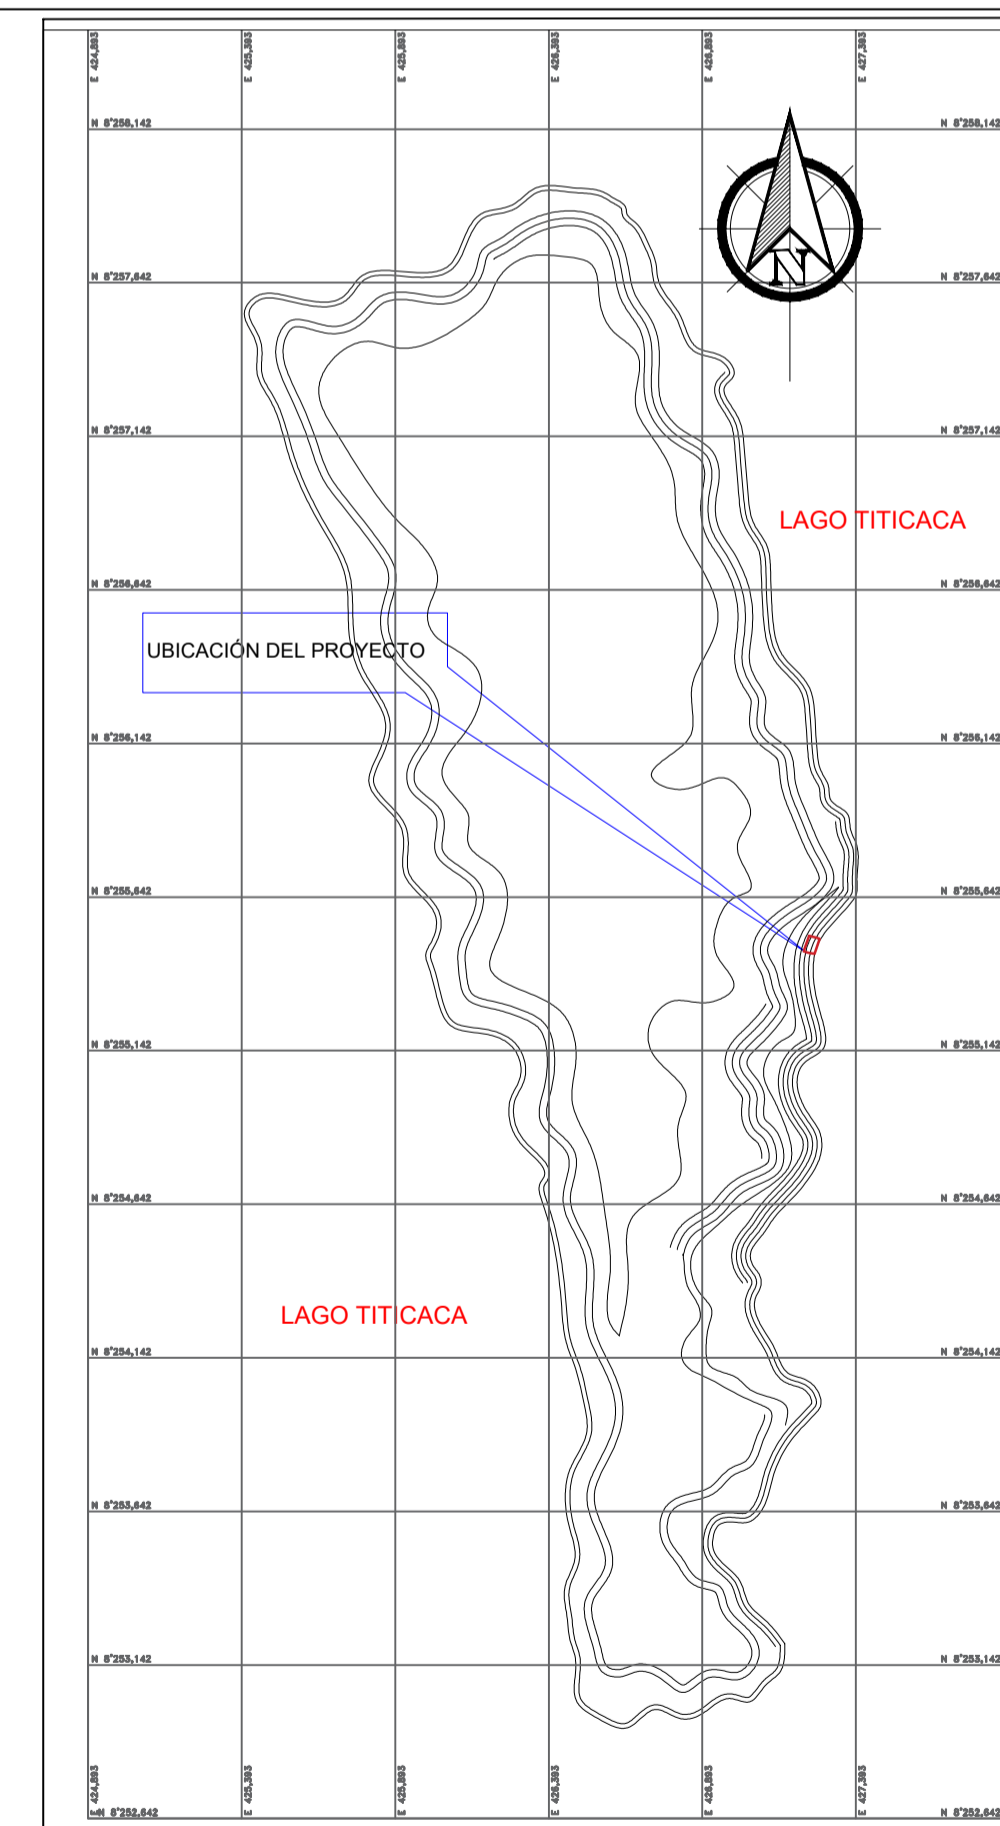 E 424,893
E 425,393
E 425,893
E 426,393
E 426,893
E 427,393
N 8'258,142
N 8'258,142
N
N 8'257,642
N 8'257,642
N 8'257,142
N 8'257,142
LAGO TITICACA
N 8'256,642
N 8'256,642
UBICACIÓN DEL PROYECTO
N 8'256,142
N 8'256,142
N 8'255,642
N 8'255,642
N 8'255,142
N 8'255,142
N 8'254,642
N 8'254,642
LAGO TITICACA
N 8'254,142
N 8'254,142
N 8'253,642
N 8'253,642
N 8'253,142
N 8'253,142
E 424,893
E 425,393
E 425,893
E 426,393
E 426,893
E 427,393
N 8'252,642
N 8'252,642